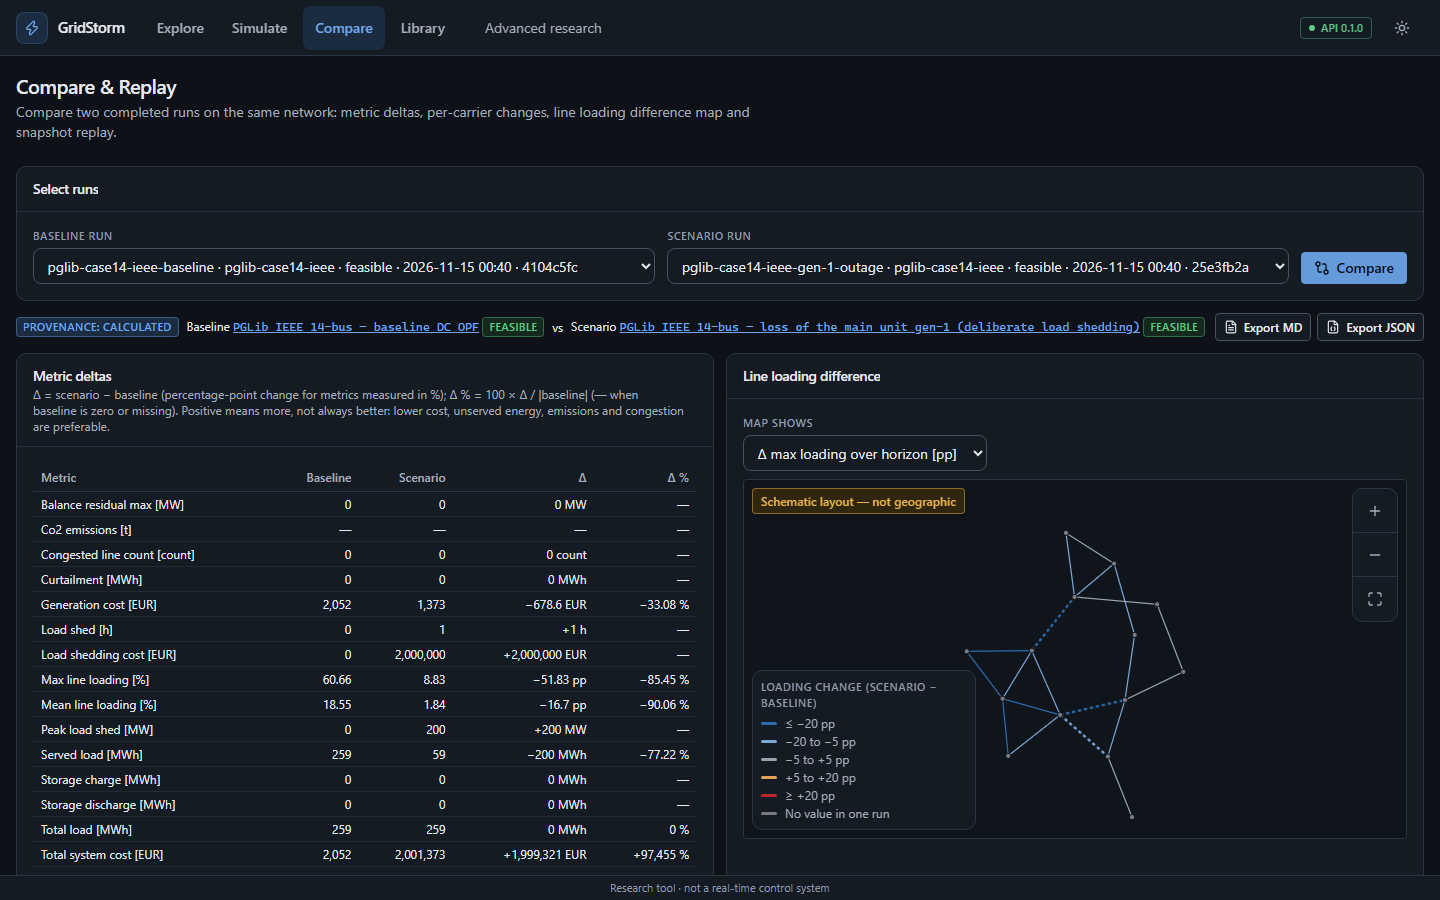 GridStorm Explore Simulate Compare Library Advanced research API 0.1.0
Compare & Replay
Compare two completed runs on the same network: metric deltas, per-carrier changes, line loading difference map and
snapshot replay.
Select runs
BASELINE RUN
pglib-case14-ieee-baseline · pglib-case14-ieee · feasible · 2026-11-15 00:40 · 4104c5fc
SCENARIO RUN
pglib-case14-ieee-gen-1-outage · pglib-case14-ieee · feasible · 2026-11-15 00:40 · 25e3fb2a
Compare
PROVENANCE: CALCULATED Baseline PGLib IEEE 14-bus — baseline DC OPF FEASIBLE vs Scenario PGLib IEEE 14-bus — loss of the main unit gen-1 (deliberate load shedding) FEASIBLE Export MD Export JSON
Metric deltas
Δ = scenario − baseline (percentage-point change for metrics measured in %); Δ % = 100 × Δ / |baseline| (— when
baseline is zero or missing). Positive means more, not always better: lower cost, unserved energy, emissions and congestion
are preferable.
Metric Baseline Scenario Δ Δ %
Balance residual max [MW] 0 0 0 MW —
Co2 emissions [t] — — — —
Congested line count [count] 0 0 0 count —
Curtailment [MWh] 0 0 0 MWh —
Generation cost [EUR] 2,052 1,373 −678.6 EUR −33.08 %
Load shed [h] 0 1 +1 h —
Load shedding cost [EUR] 0 2,000,000 +2,000,000 EUR —
Max line loading [%] 60.66 8.83 −51.83 pp −85.45 %
Mean line loading [%] 18.55 1.84 −16.7 pp −90.06 %
Peak load shed [MW] 0 200 +200 MW —
Served load [MWh] 259 59 −200 MWh −77.22 %
Storage charge [MWh] 0 0 0 MWh —
Storage discharge [MWh] 0 0 0 MWh —
Total load [MWh] 259 259 0 MWh 0 %
Total system cost [EUR] 2,052 2,001,373 +1,999,321 EUR +97,455 %
Line loading difference
MAP SHOWS
Δ max loading over horizon [pp]
Schematic layout — not geographic
+
−
LOADING CHANGE (SCENARIO −
BASELINE)
≤ −20 pp
−20 to −5 pp
−5 to +5 pp
+5 to +20 pp
≥ +20 pp
No value in one run
Research tool · not a real-time control system